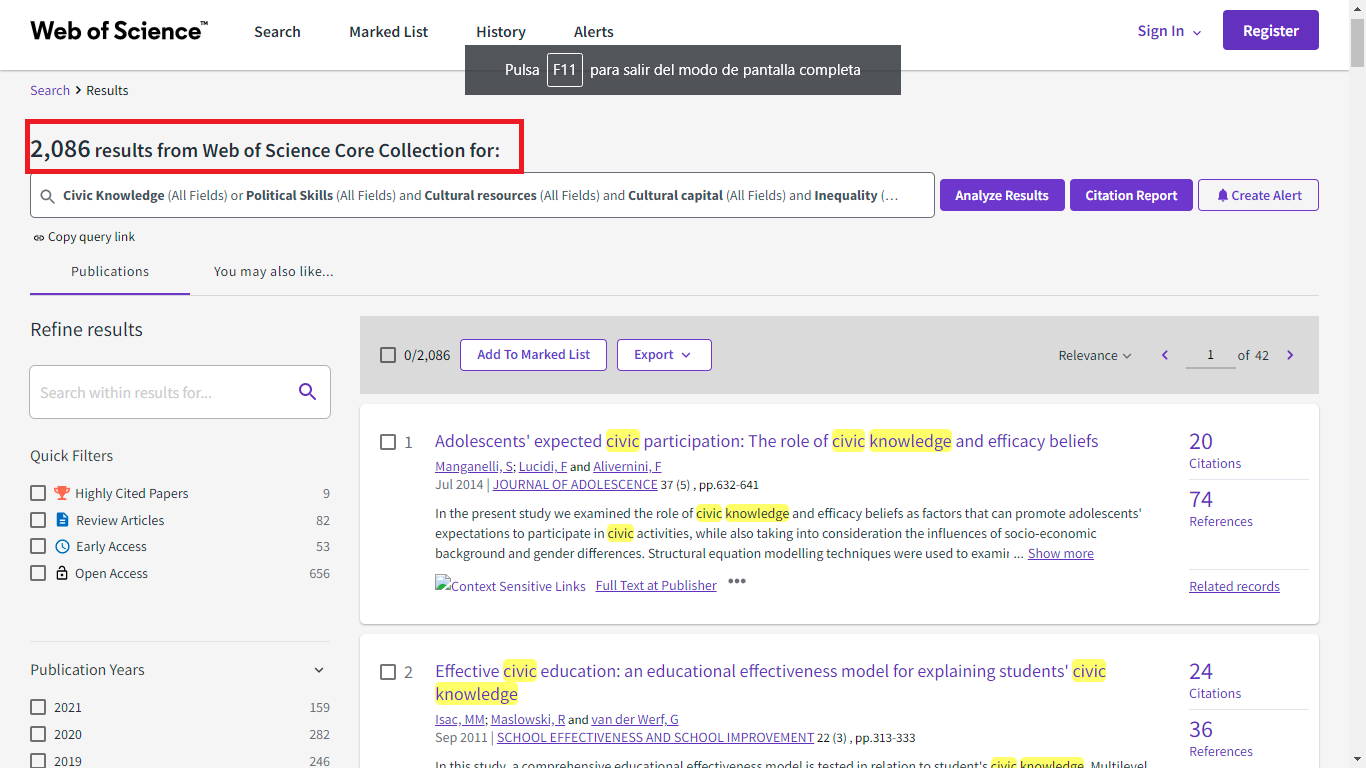 Web of Science™
Search
Marked List
History
Alerts
Sign In
Register
Pulsa F11 para salir del modo de pantalla completa
Search > Results
2,086 results from Web of Science Core Collection for:
Civic Knowledge (All Fields) or Political Skills (All Fields) and Cultural resources (All Fields) and Cultural capital (All Fields) and Inequality (…
Analyze Results
Citation Report
Create Alert
Copy query link
Publications
You may also like...
Refine results
Search within results for...
Quick Filters
Highly Cited Papers 9
Review Articles 82
Early Access 53
Open Access 656
Publication Years
2021 159
2020 282
2019 246
0/2,086
Add To Marked List
Export
Relevance
1 of 42
1
Adolescents' expected civic participation: The role of civic knowledge and efficacy beliefs
Manganelli, S; Lucidi, F and Alivernini, F
Jul 2014 | JOURNAL OF ADOLESCENCE 37 (5) , pp.632-641
In the present study we examined the role of civic knowledge and efficacy beliefs as factors that can promote adolescents'
expectations to participate in civic activities, while also taking into consideration the influences of socio-economic
background and gender differences. Structural equation modelling techniques were used to examin ... Show more
Context Sensitive Links Full Text at Publisher •••
20
Citations
74
References
Related records
2
Effective civic education: an educational effectiveness model for explaining students' civic
knowledge
Isac, MM; Maslowski, R and van der Werf, G
Sep 2011 | SCHOOL EFFECTIVENESS AND SCHOOL IMPROVEMENT 22 (3) , pp.313-333
In this study, a comprehensive educational effectiveness model is tested in relation to student's civic knowledge. Multilevel
24
Citations
36
References